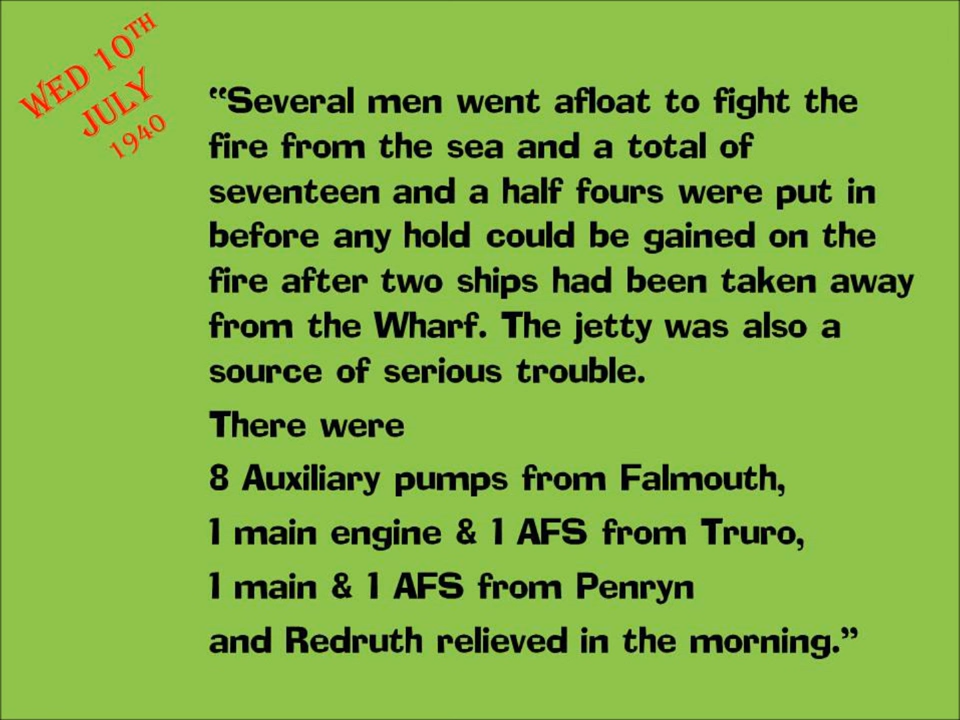 WED 10TH
JULY
1940
“Several men went afloat to fight the
fire from the sea and a total of
seventeen and a half fours were put in
before any hold could be gained on the
fire after two ships had been taken away
from the Wharf. The jetty was also a
source of serious trouble.
There were
8 Auxiliary pumps from Falmouth,
1 main engine & 1 AFS from Truro,
1 main & 1 AFS from Penryn
and Redruth relieved in the morning.”